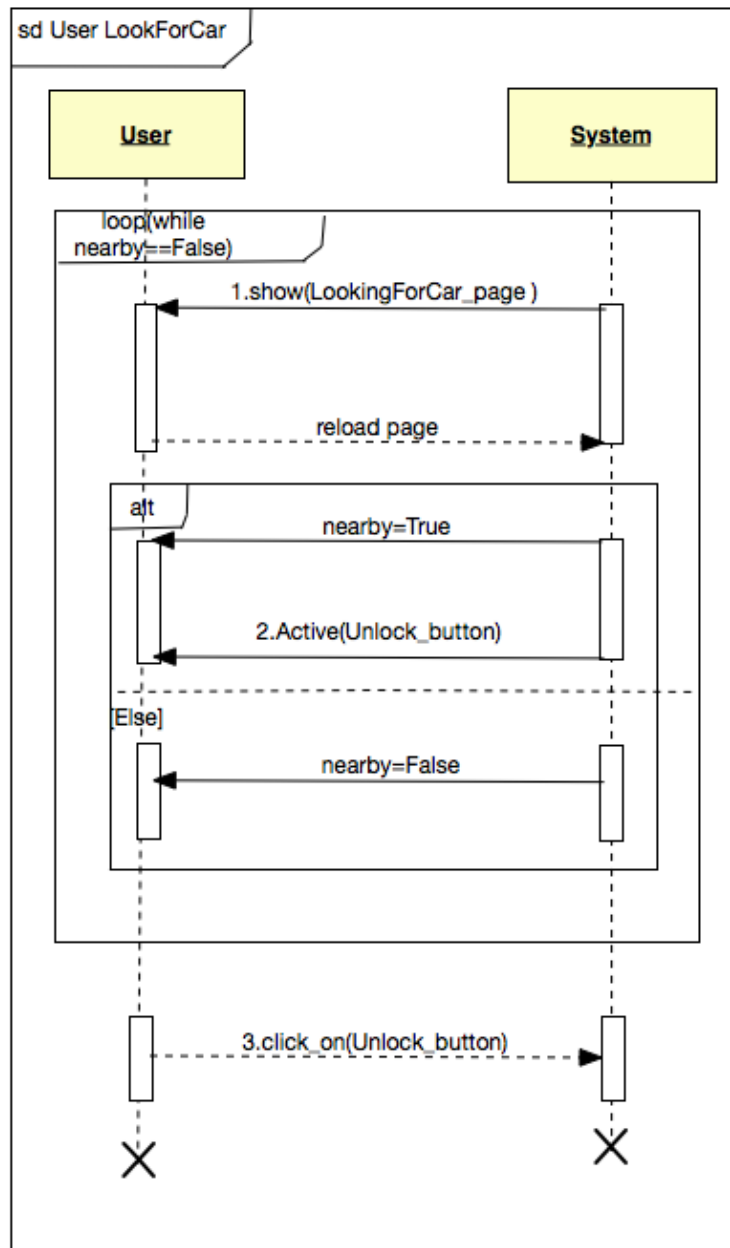 sd User LookForCar
User
System
loop(while
nearby==False)
1.show(LookingForCar_page )
reload page
alt
nearby=True
2.Active(Unlock_button)
[Else]
nearby=False
3.click_on(Unlock_button)